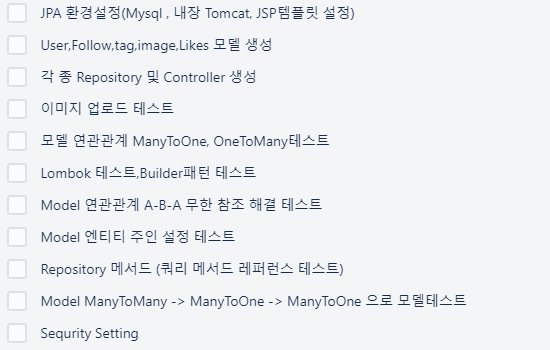 JPA 환경설정(Mysql , 내장 Tomcat, JSP템플릿 설정)
User,Follow,tag,image,Likes 모델 생성
각 종 Repository 및 Controller 생성
이미지 업로드 테스트
모델 연관관계 ManyToOne, OneToMany테스트
Lombok 테스트,Builder패턴 테스트
Model 연관관계 A-B-A 무한 참조 해결 테스트
Model 엔티티 주인 설정 테스트
Repository 메서드 (쿼리 메서드 레퍼런스 테스트)
Model ManyToMany -> ManyToOne -> ManyToOne 으로 모델테스트
Sequrity Setting